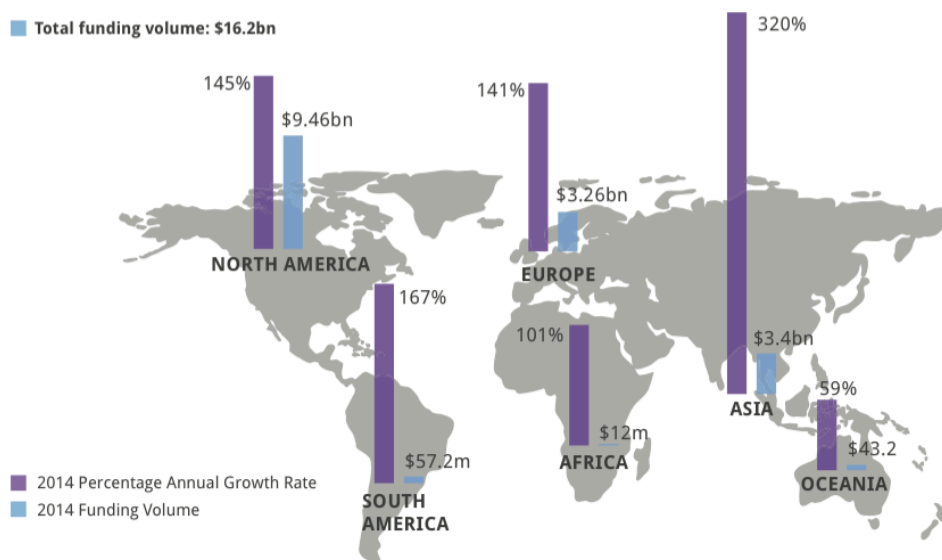 Total funding volume: $16.2bn
320%
145%
$9.46bn
141%
$3.26bn
NORTH AMERICA
EUROPE
167%
101%
$3.4bn
ASIA
59%
$57.2m
$12m
AFRICA
$43.2
OCEANIA
SOUTH
AMERICA
2014 Percentage Annual Growth Rate
2014 Funding Volume